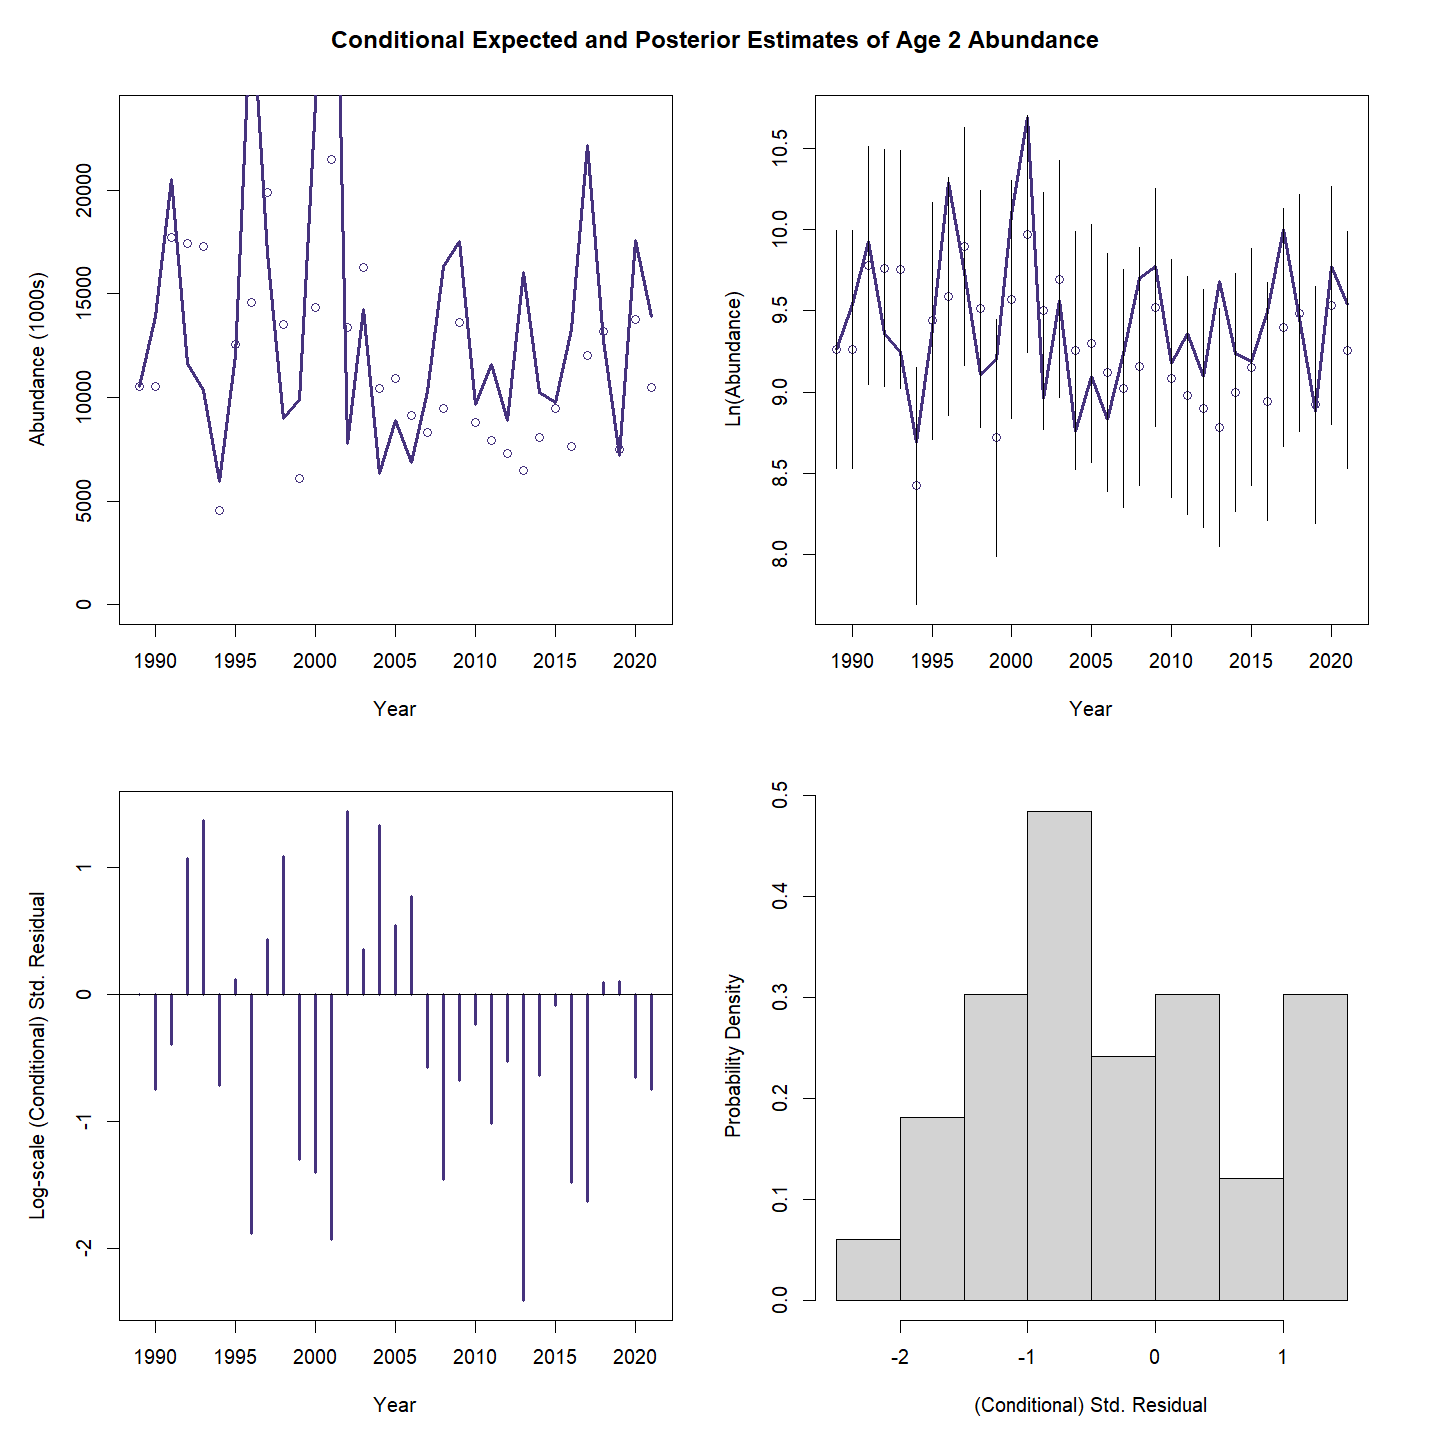 Conditional Expected and Posterior Estimates of Age 2 Abundance
Abundance (1000s)
20000
15000
10000
5000
0
1990 1995 2000 2005 2010 2015 2020
Year
Ln(Abundance)
10.5
10.0
9.5
9.0
8.5
8.0
1990 1995 2000 2005 2010 2015 2020
Year
Log-scale (Conditional) Std. Residual
1
0
-1
-2
1990 1995 2000 2005 2010 2015 2020
Year
Probability Density
0.5
0.4
0.3
0.2
0.1
0.0
-2 -1 0 1
(Conditional) Std. Residual